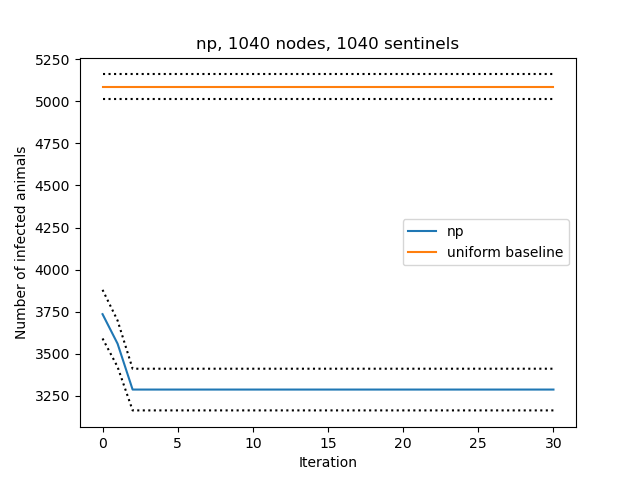 np, 1040 nodes, 1040 sentinels
5250
5000
4750
4500
4250
4000
3750
3500
3250
Number of infected animals
np
uniform baseline
0 5 10 15 20 25 30
Iteration